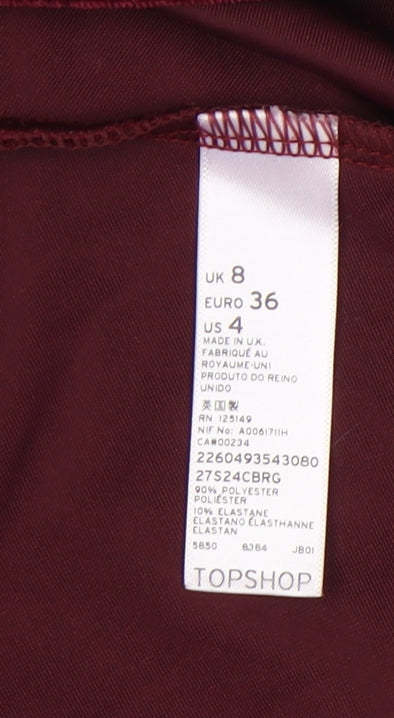 UK 8
EURO 36
US 4
MADE IN U.K.
FABRIQUÉ AU
ROYAUME-UNI
PRODUTO DO REINO
UNIDO
英国製
RN 125149
NIF No: A0061711H
CA#00234
2260493543080
27S24CBRG
90% POLYESTER
POLIÉSTER
10% ELASTANE
ELASTANO ÉLASTHANNE
ELASTAN
5850 8384 JB01
TOPSHOP